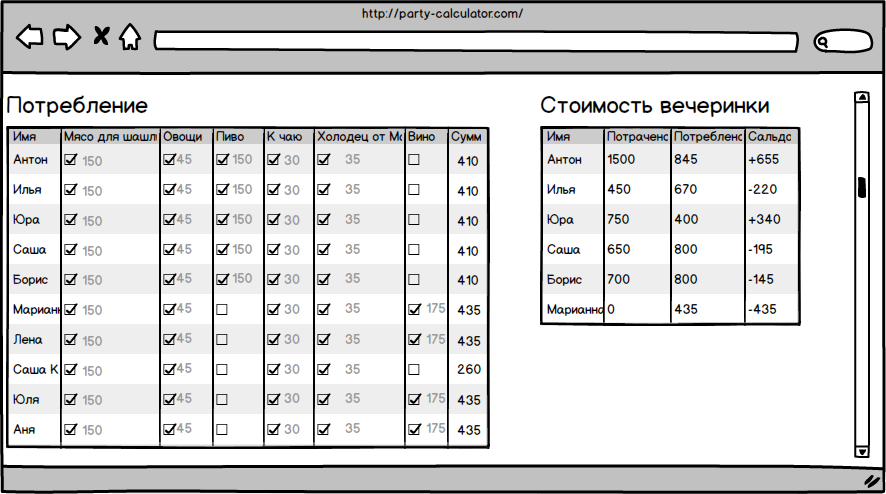 http://party-calculator.com/
Потребление
Имя Мясо для шашл Овощи Пиво К чаю Холодец от Мо Вино Сумм
Антон 150 45 150 30 35 410
Илья 150 45 150 30 35 410
Юра 150 45 150 30 35 410
Саша 150 45 150 30 35 410
Борис 150 45 150 30 35 410
Марианн 150 45 30 35 175 435
Лена 150 45 30 35 175 435
Саша К 150 45 30 35 260
Юля 150 45 30 35 175 435
Аня 150 45 30 35 175 435
Стоимость вечеринки
Имя Потрачено Потреблено Сальдо
Антон 1500 845 +655
Илья 450 670 -220
Юра 750 400 +340
Саша 650 800 -195
Борис 700 800 -145
Марианна 0 435 -435